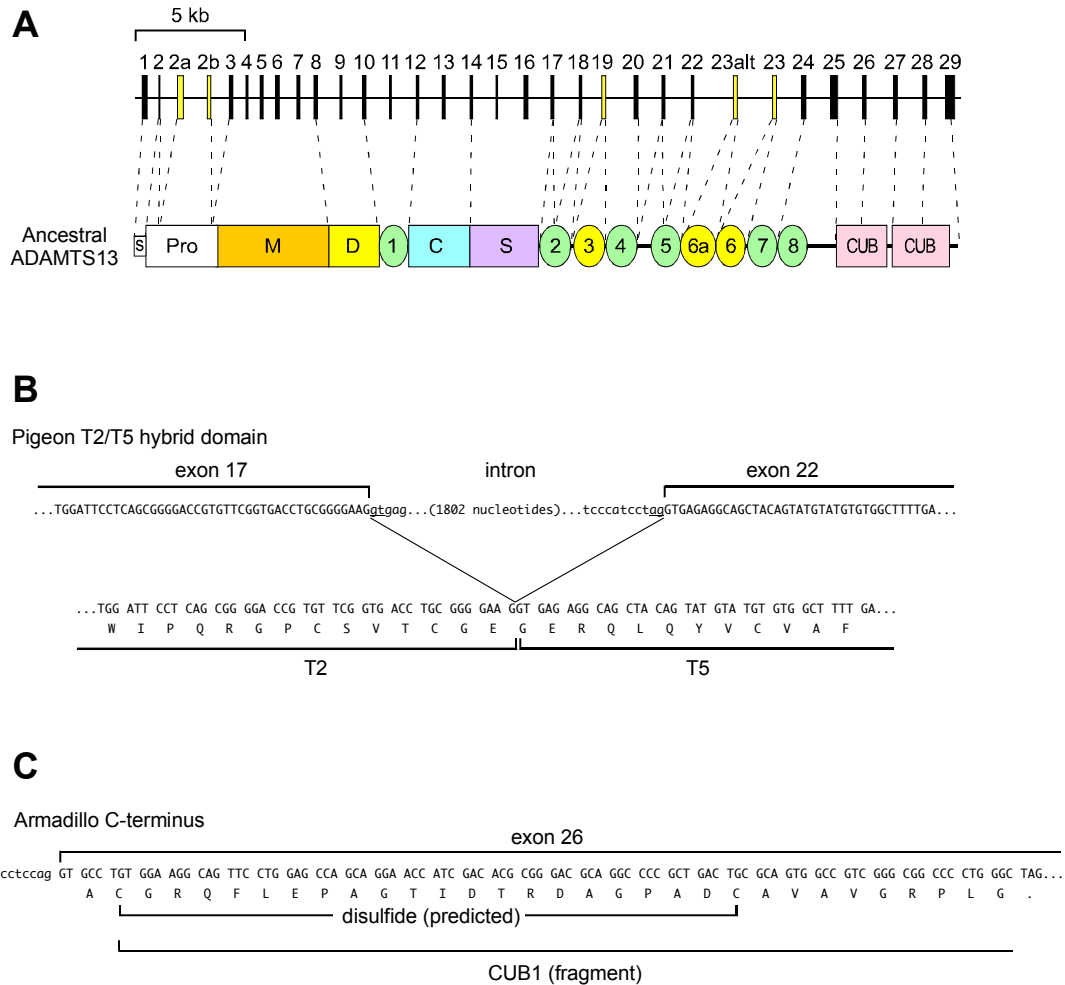 A
5 kb
1 2 2a 2b 3 4 5 6 7 8 9 10 11 12 13 14 15 16 17 18 19 20 21 22 23alt 23 24 25 26 27 28 29
Ancestral
ADAMTS13
S Pro M D 1 C S 2 3 4 5 6a 6 7 8 CUB CUB
B
Pigeon T2/T5 hybrid domain
exon 17 intron exon 22
...TGGATTCCTCAGCGGGGACCGTGTTCGGTGACCTGCGGGGAAGgtgag...(1802 nucleotides)...tcccatcctagGTGAGAGGCAGCTACAGTATGTATGTGTGGCTTTTGA...
...TGG ATT CCT CAG CGG GGA CCG TGT TCG GTG ACC TGC GGG GAA GGT GAG AGG CAG CTA CAG TAT GTA TGT GTG GCT TTT GA...
W I P Q R G P C S V T C G E G E R Q L Q Y V C V A F
T2 T5
C
Armadillo C-terminus
exon 26
cctccag GT GCC TGT GGA AGG CAG TTC CTG GAG CCA GCA GGA ACC ATC GAC ACG CGG GAC GCA GGC CCC GCT GAC TGC GCA GTG GCC GTC GGG CGG CCC CTG GGC TAG...
A C G R Q F L E P A G T I D T R D A G P A D C A V A V G R P L G .
disulfide (predicted)
CUB1 (fragment)